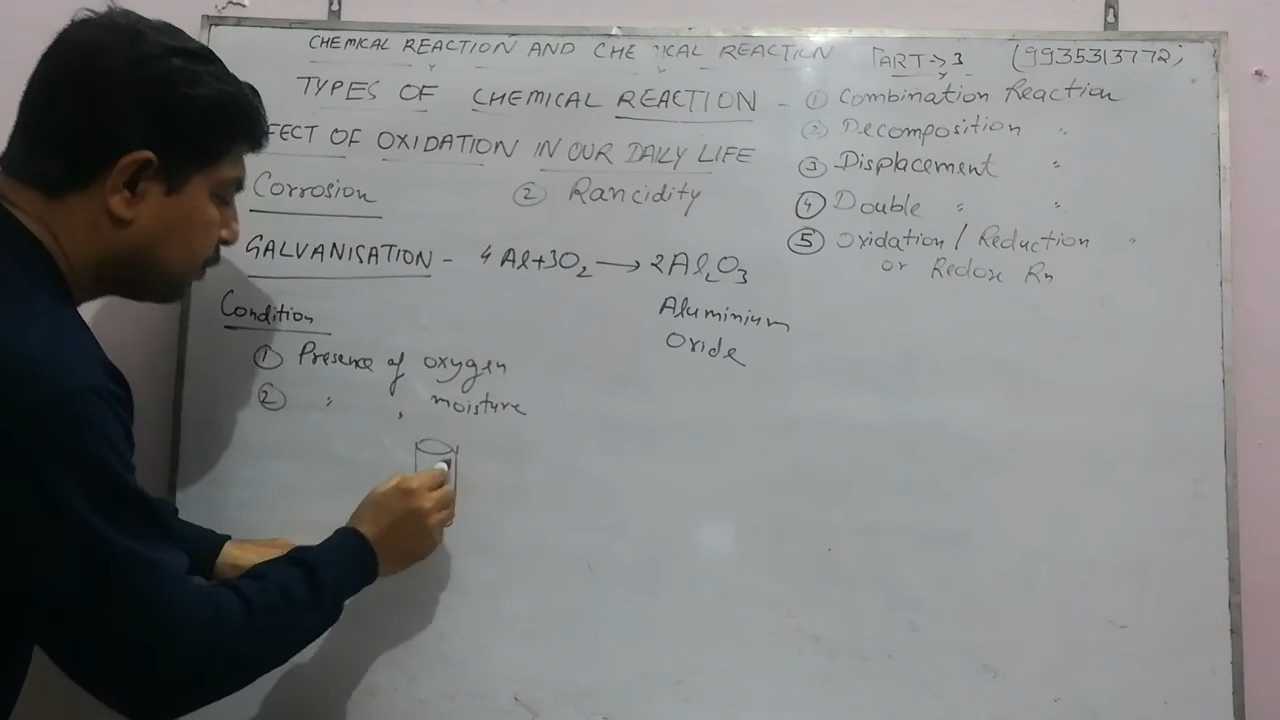 CHEMICAL REACTION AND CHE ICAL REACTION PART → 3 (9935313772)
TYPES OF CHEMICAL REACTION - ① Combination Reaction
② Decomposition "
③ Displacement "
④ Double " "
⑤ Oxidation / Reduction "
or Redox Rn
FECT OF OXIDATION IN OUR DAILY LIFE
Corrosion ② Rancidity
GALVANISATION - 4Al+3O₂ → 2Al₂O₃
Aluminium
Oxide
Condition
① Presence of oxygen
② " " moisture